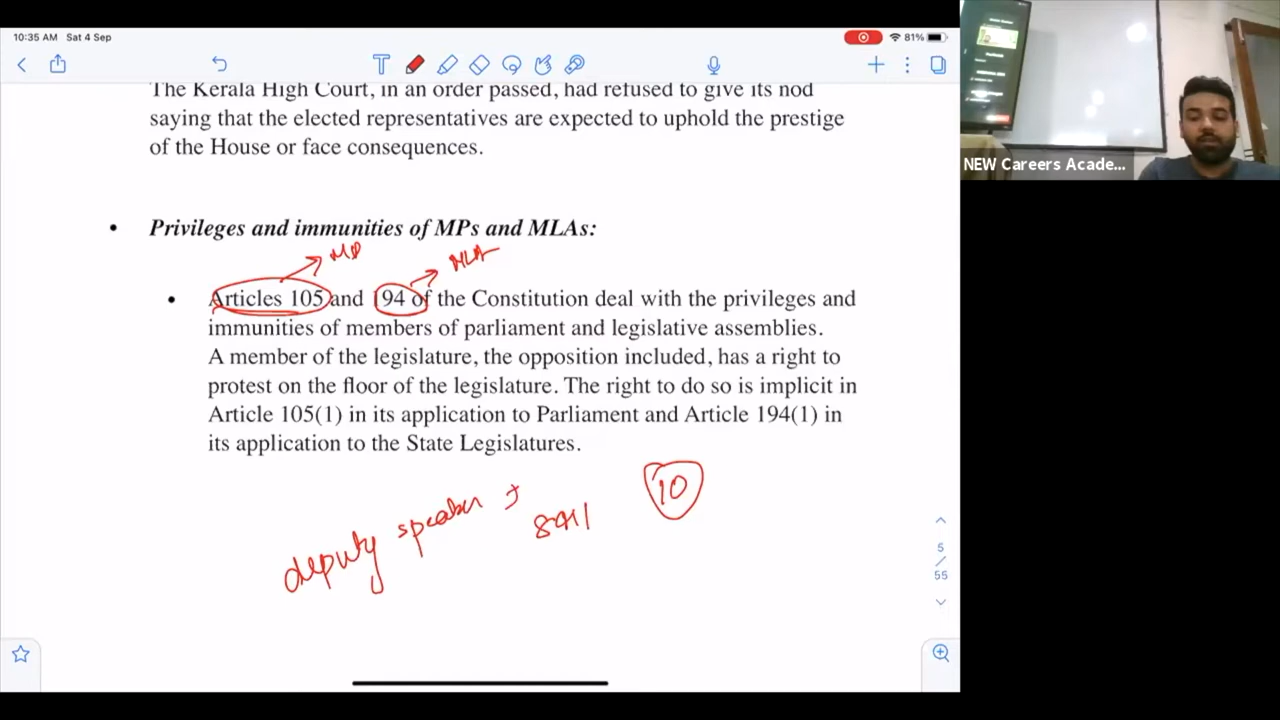 10:35 AM Sat 4 Sep
81%
The Kerala High Court, in an order passed, had refused to give its nod
saying that the elected representatives are expected to uphold the prestige
of the House or face consequences.
NEW Careers Acade...
• Privileges and immunities of MPs and MLAs:
MP
MLA
• Articles 105 and 194 of the Constitution deal with the privileges and
immunities of members of parliament and legislative assemblies.
A member of the legislature, the opposition included, has a right to
protest on the floor of the legislature. The right to do so is implicit in
Article 105(1) in its application to Parliament and Article 194(1) in
its application to the State Legislatures.
10
deputy speaker
5
/
55